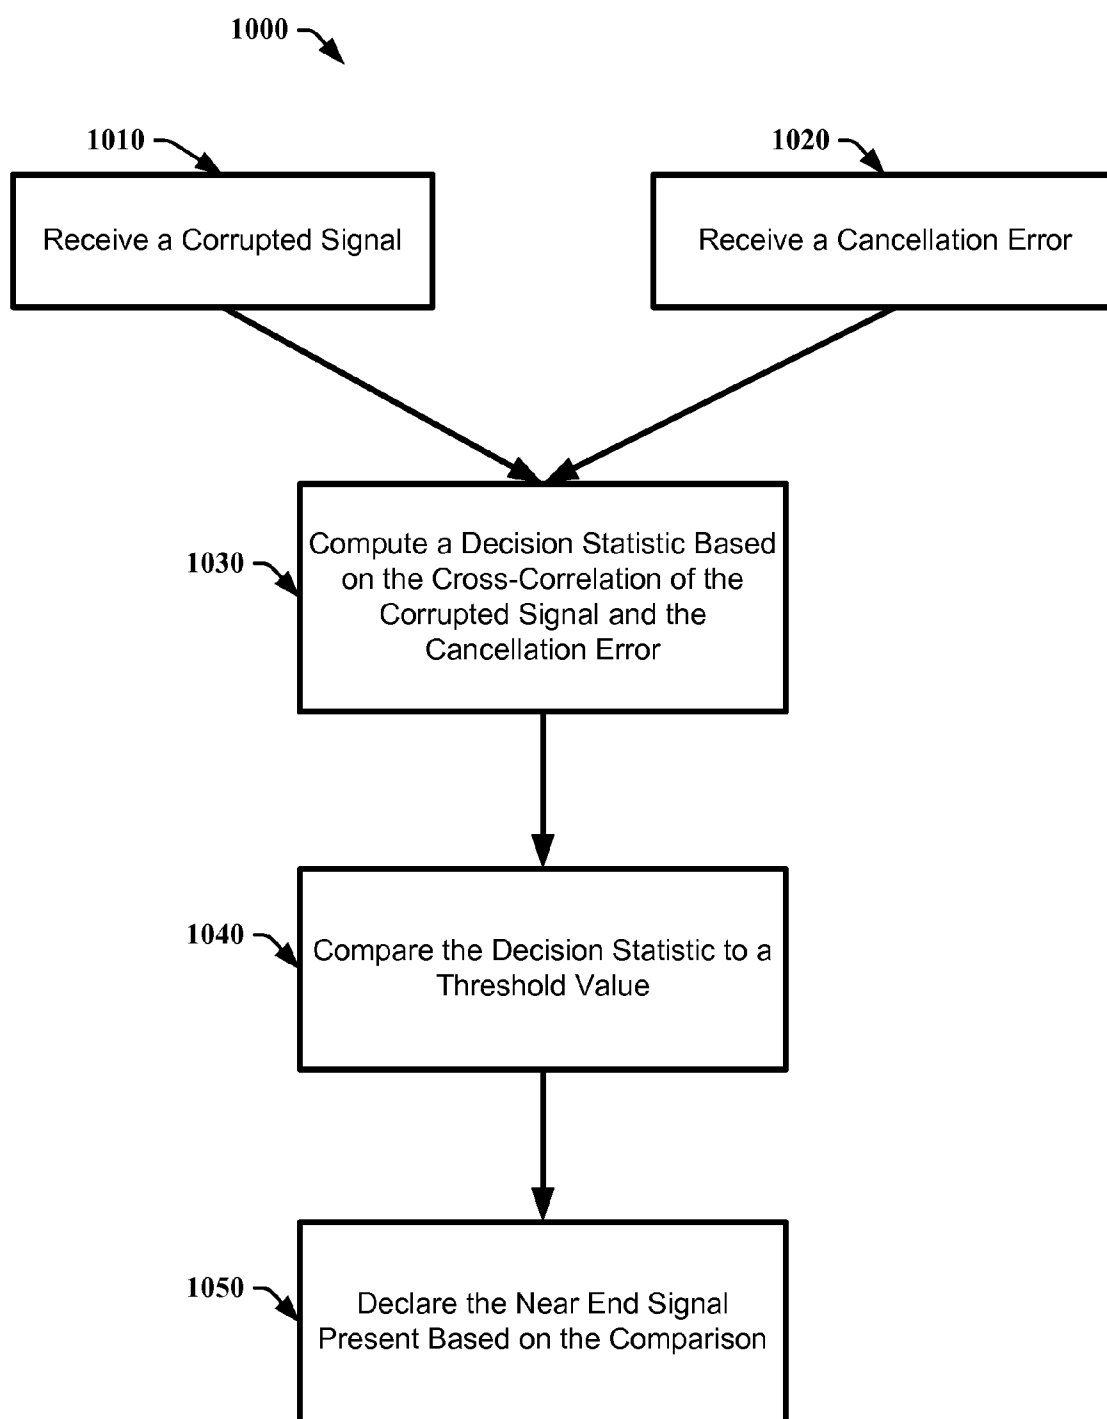 1000
1010
1020
Receive a Corrupted Signal
Receive a Cancellation Error
1030
Compute a Decision Statistic Based
on the Cross-Correlation of the
Corrupted Signal and the
Cancellation Error
1040
Compare the Decision Statistic to a
Threshold Value
1050
Declare the Near End Signal
Present Based on the Comparison